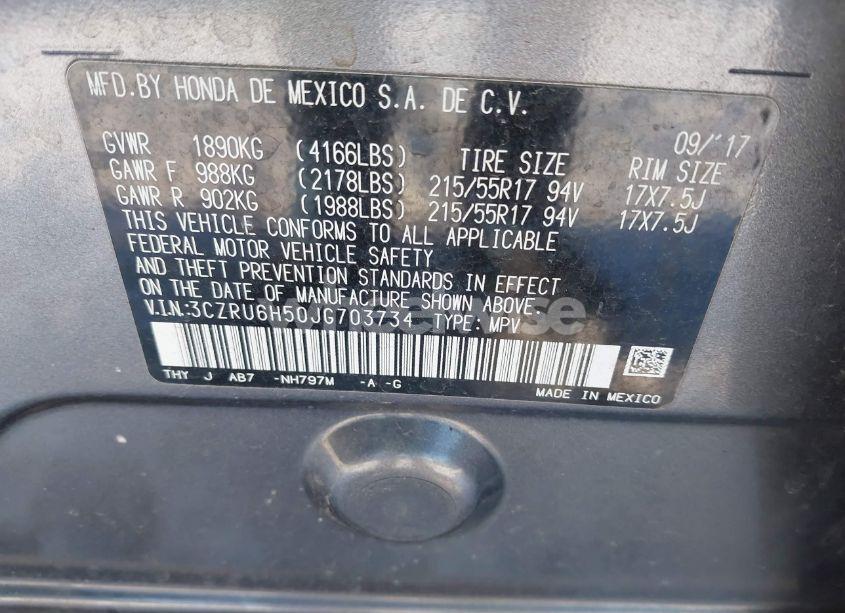 MFD.BY HONDA DE MEXICO S.A. DE C.V.
09/'17
GVWR 1890KG (4166LBS) TIRE SIZE RIM SIZE
GAWR F 988KG (2178LBS) 215/55R17 94V 17X7.5J
GAWR R 902KG (1988LBS) 215/55R17 94V 17X7.5J
THIS VEHICLE CONFORMS TO ALL APPLICABLE
FEDERAL MOTOR VEHICLE SAFETY
AND THEFT PREVENTION STANDARDS IN EFFECT
ON THE DATE OF MANUFACTURE SHOWN ABOVE.
V.I.N:3CZRU6H50JG703734 TYPE: MPV
THY J AB7 -NH797M -A -G
MADE IN MEXICO